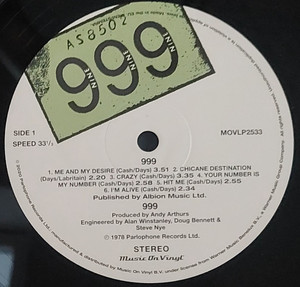 AS8502
999
SIDE 1
SPEED 33⅓
MOVLP2533
999
1. ME AND MY DESIRE (Cash/Days) 3.51 2. CHICANE DESTINATION
(Days/Labritain) 2.20 3. CRAZY (Cash/Days) 3.35 4. YOUR NUMBER IS
MY NUMBER (Cash/Days) 2.58 5. HIT ME (Cash/Days) 2.55
6. I'M ALIVE (Cash/Days) 2.34
Published by Albion Music Ltd.
999
Produced by Andy Arthurs
Engineered by Alan Winstanley, Doug Bennett &
Steve Nye
℗ 1978 Parlophone Records Ltd.
STEREO
Music On Vinyl